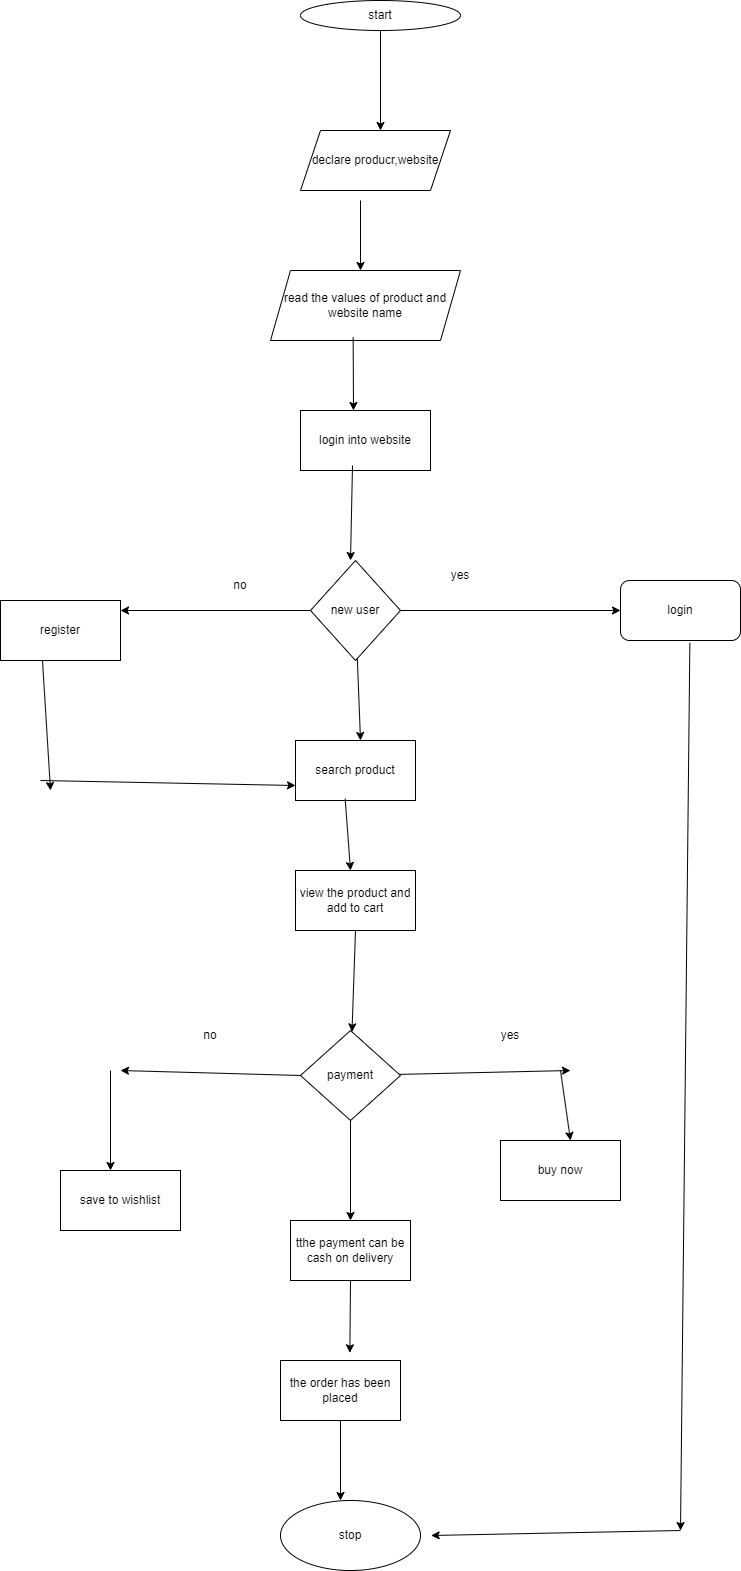 start
declare producr,website
read the values of product and
website name
login into website
no
yes
new user
login
register
search product
view the product and
add to cart
no
yes
payment
buy now
save to wishlist
tthe payment can be
cash on delivery
the order has been
placed
stop